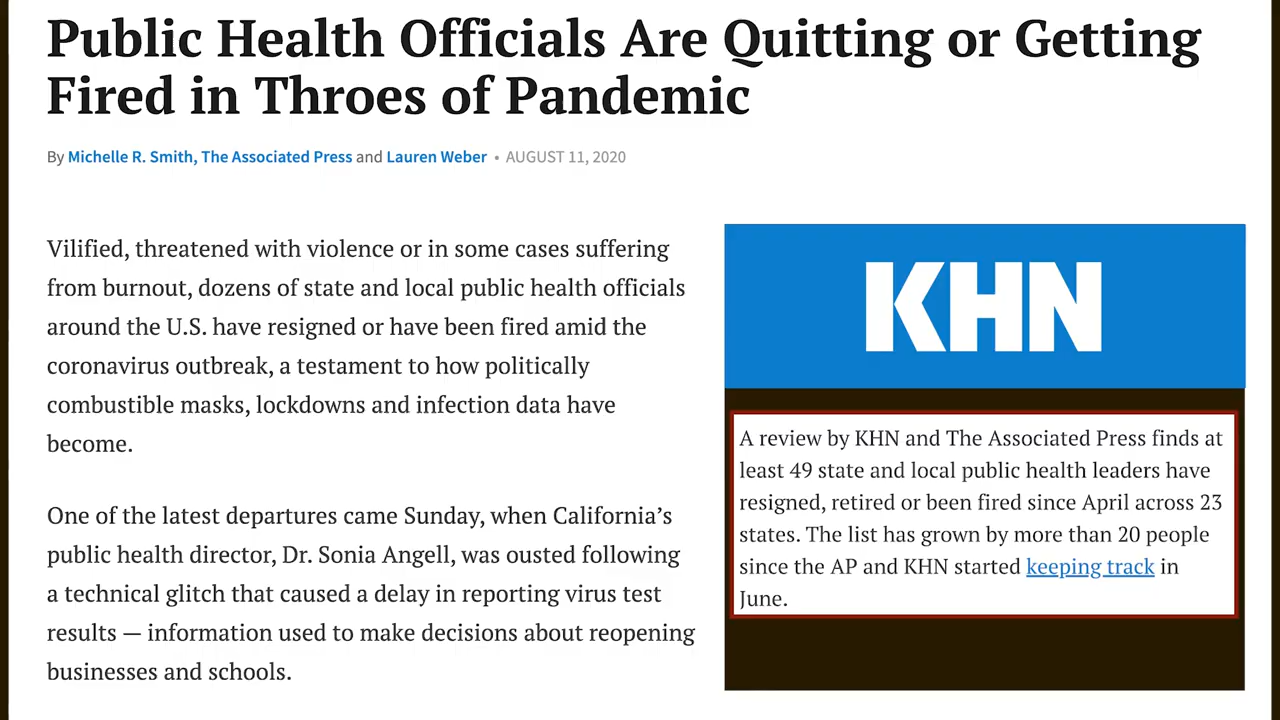 Public Health Officials Are Quitting or Getting
Fired in Throes of Pandemic
By Michelle R. Smith, The Associated Press and Lauren Weber • AUGUST 11, 2020
Vilified, threatened with violence or in some cases suffering
from burnout, dozens of state and local public health officials
around the U.S. have resigned or have been fired amid the
coronavirus outbreak, a testament to how politically
combustible masks, lockdowns and infection data have
become.
One of the latest departures came Sunday, when California’s
public health director, Dr. Sonia Angell, was ousted following
a technical glitch that caused a delay in reporting virus test
results — information used to make decisions about reopening
businesses and schools.
KHN
A review by KHN and The Associated Press finds at
least 49 state and local public health leaders have
resigned, retired or been fired since April across 23
states. The list has grown by more than 20 people
since the AP and KHN started keeping track in
June.